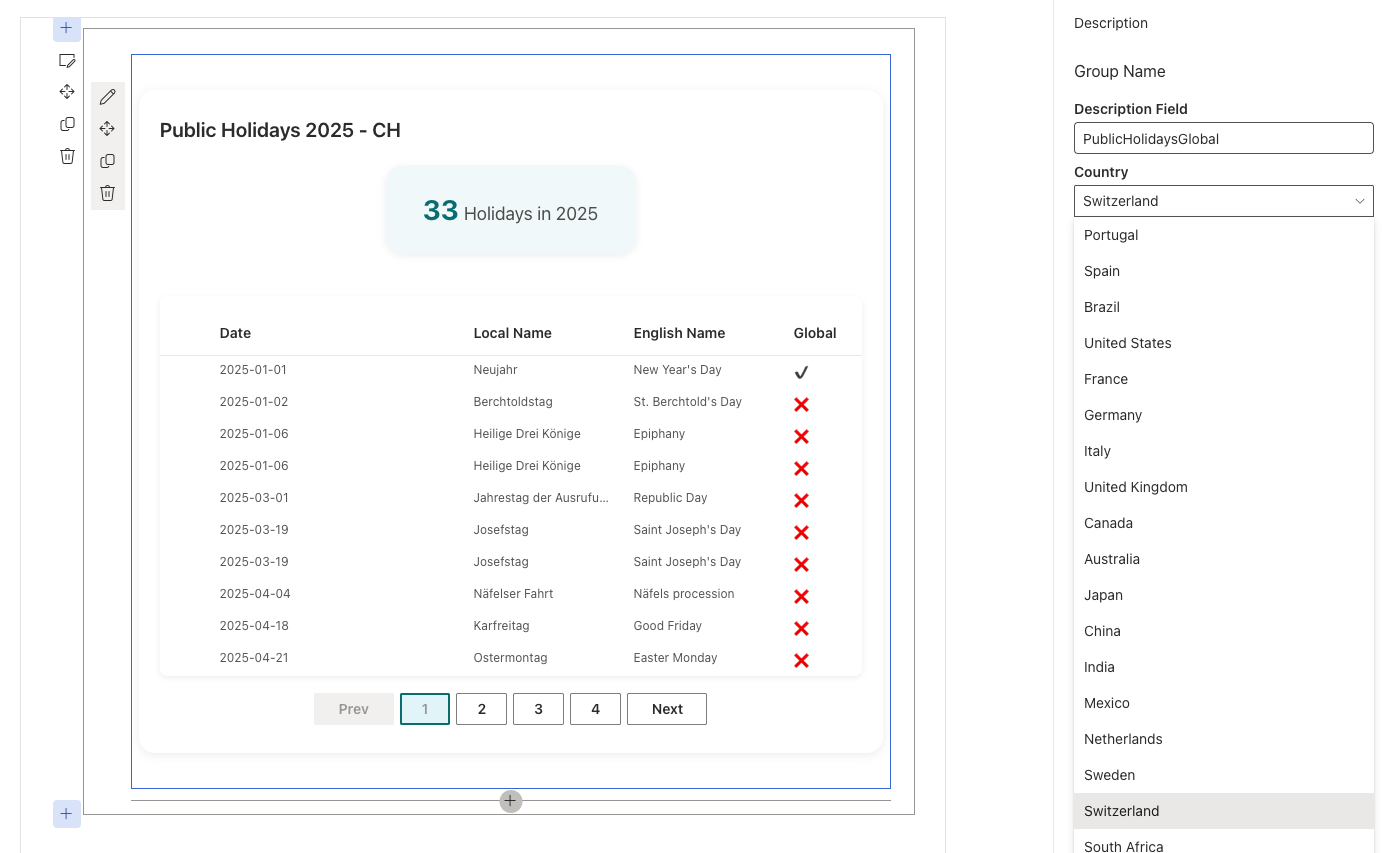 Public Holidays 2025 - CH
33 Holidays in 2025
Date Local Name English Name Global
2025-01-01 Neujahr New Year's Day
2025-01-02 Berchtoldstag St. Berchtold's Day
2025-01-06 Heilige Drei Könige Epiphany
2025-01-06 Heilige Drei Könige Epiphany
2025-03-01 Jahrestag der Ausrufu... Republic Day
2025-03-19 Josefstag Saint Joseph's Day
2025-03-19 Josefstag Saint Joseph's Day
2025-04-04 Näfelser Fahrt Näfels procession
2025-04-18 Karfreitag Good Friday
2025-04-21 Ostermontag Easter Monday
Prev 1 2 3 4 Next
Description
Group Name
Description Field
PublicHolidaysGlobal
Country
Switzerland
Portugal
Spain
Brazil
United States
France
Germany
Italy
United Kingdom
Canada
Australia
Japan
China
India
Mexico
Netherlands
Sweden
Switzerland
South Africa